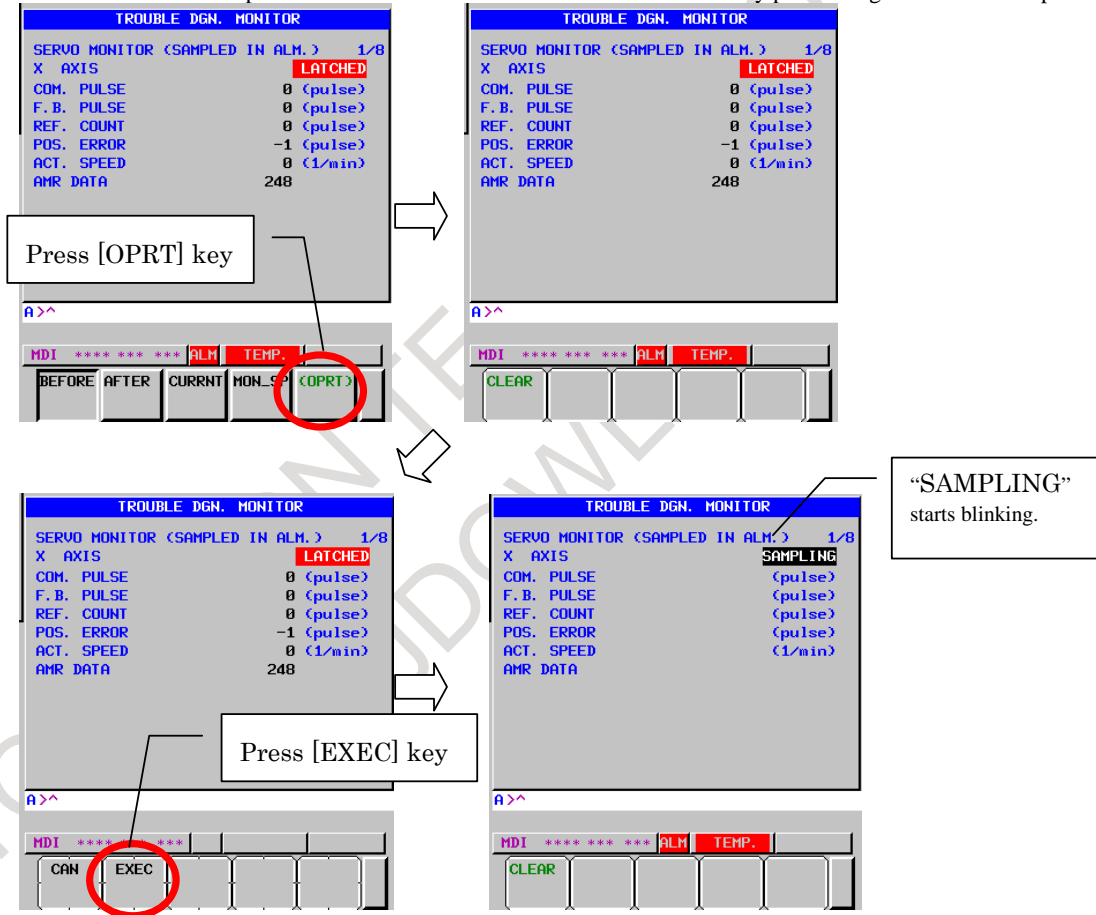 TROUBLE DGN. MONITOR
SERVO MONITOR (SAMPLED IN ALM.) 1/8
X AXIS LATCHED
COM. PULSE 0 (pulse)
F.B. PULSE 0 (pulse)
REF. COUNT 0 (pulse)
POS. ERROR -1 (pulse)
ACT. SPEED 0 (1/min)
AMR DATA 248
Press [OPRT] key
A>^
MDI **** *** *** ALM TEMP.
BEFORE AFTER CURRNT MON_SP (OPRT)
TROUBLE DGN. MONITOR
SERVO MONITOR (SAMPLED IN ALM.) 1/8
X AXIS LATCHED
COM. PULSE 0 (pulse)
F.B. PULSE 0 (pulse)
REF. COUNT 0 (pulse)
POS. ERROR -1 (pulse)
ACT. SPEED 0 (1/min)
AMR DATA 248
A>^
MDI **** *** *** ALM TEMP.
CLEAR
TROUBLE DGN. MONITOR
SERVO MONITOR (SAMPLED IN ALM.) 1/8
X AXIS LATCHED
COM. PULSE 0 (pulse)
F.B. PULSE 0 (pulse)
REF. COUNT 0 (pulse)
POS. ERROR -1 (pulse)
ACT. SPEED 0 (1/min)
AMR DATA 248
Press [EXEC] key
A>^
MDI **** *** ***
CAN EXEC
TROUBLE DGN. MONITOR
SERVO MONITOR (SAMPLED IN ALM.) 1/8
X AXIS SAMPLING
COM. PULSE (pulse)
F.B. PULSE (pulse)
REF. COUNT (pulse)
POS. ERROR (pulse)
ACT. SPEED (1/min)
AMR DATA
“SAMPLING”
starts blinking.
A>^
MDI **** *** *** ALM TEMP.
CLEAR